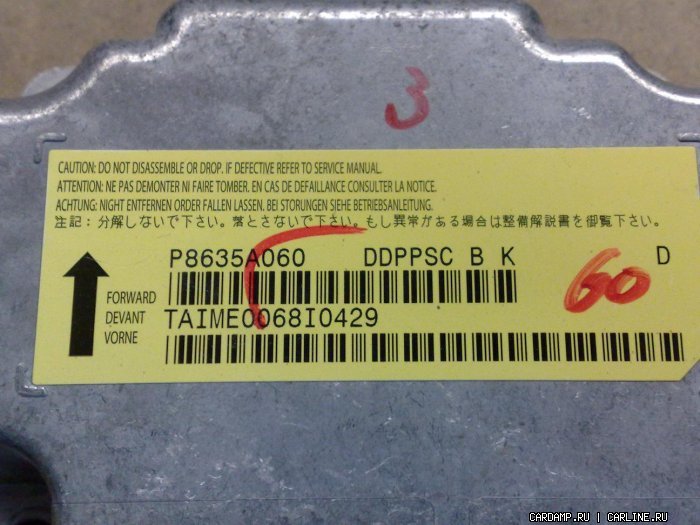 3
CAUTION: DO NOT DISASSEMBLE OR DROP. IF DEFECTIVE REFER TO SERVICE MANUAL.
ATTENTION: NE PAS DEMONTER NI FAIRE TOMBER. EN CAS DE DEFAILLANCE CONSULTER LA NOTICE.
ACHTUNG: NIGHT ENTFERNEN ORDER FALLEN LASSEN. BEI STORUNGEN SIEHE BETRIEBSANLEITUNG.
注記: 分解しないで下さい。落とさないで下さい。もし異常がある場合は整備解説書を御覧下さい。
P8635A060 DDPPSC B K D
60
FORWARD
DEVANT
VORNE
TAIME0068I0429
CARDAMP.RU | CARLINE.RU